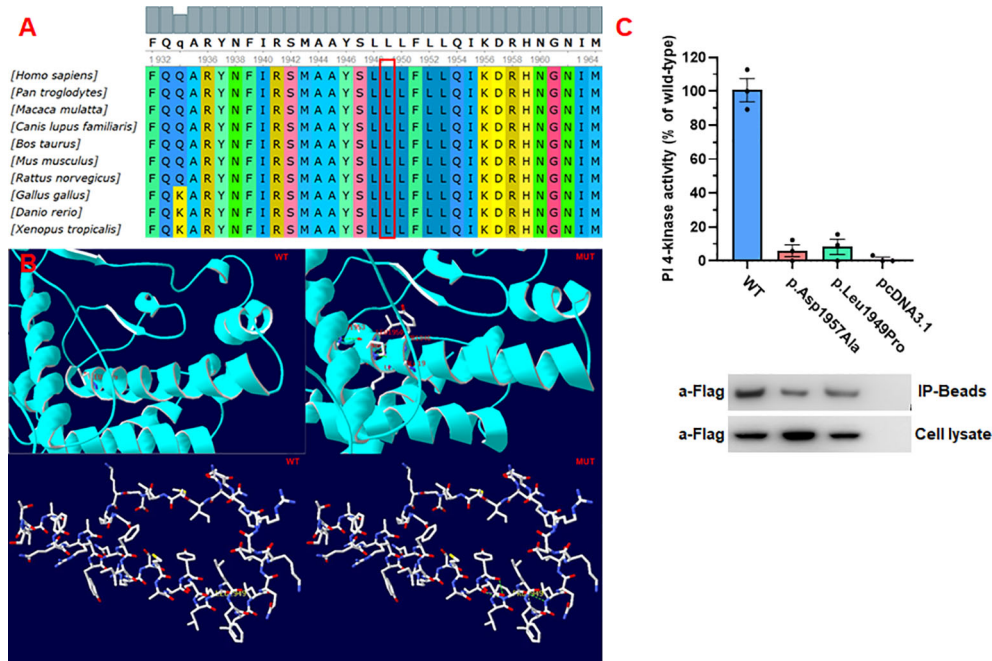 A
F Q q A R Y N F I R S M A A Y S L L L F L L Q I K D R H N G N I M
1932 1936 1938 1940 1942 1944 1946 1950 1952 1954 1956 1958 1960 1964
[Homo sapiens] F Q Q A R Y N F I R S M A A Y S L L L F L L Q I K D R H N G N I M
[Pan troglodytes] F Q Q A R Y N F I R S M A A Y S L L L F L L Q I K D R H N G N I M
[Macaca mulatta] F Q Q A R Y N F I R S M A A Y S L L L F L L Q I K D R H N G N I M
[Canis lupus familiaris] F Q Q A R Y N F I R S M A A Y S L L L F L L Q I K D R H N G N I M
[Bos taurus] F Q Q A R Y N F I R S M A A Y S L L L F L L Q I K D R H N G N I M
[Mus musculus] F Q Q A R Y N F I R S M A A Y S L L L F L L Q I K D R H N G N I M
[Rattus norvegicus] F Q Q A R Y N F I R S M A A Y S L L L F L L Q I K D R H N G N I M
[Gallus gallus] F Q K A R Y N F I R S M A A Y S L L L F L L Q I K D R H N G N I M
[Danio rerio] F Q K A R Y N F I R S M A A Y S L L L F L L Q I K D R H N G N I M
[Xenopus tropicalis] F Q K A R Y N F I R S M A A Y S L L L F L L Q I K D R H N G N I M
B
WT
MUT
WT
MUT
C
PI 4-kinase activity (% of wild-type)
120
100
80
60
40
20
0
WT
p.Asp1957Ala
p.Leu1949Pro
pcDNA3.1
a-Flag IP-Beads
a-Flag Cell lysate